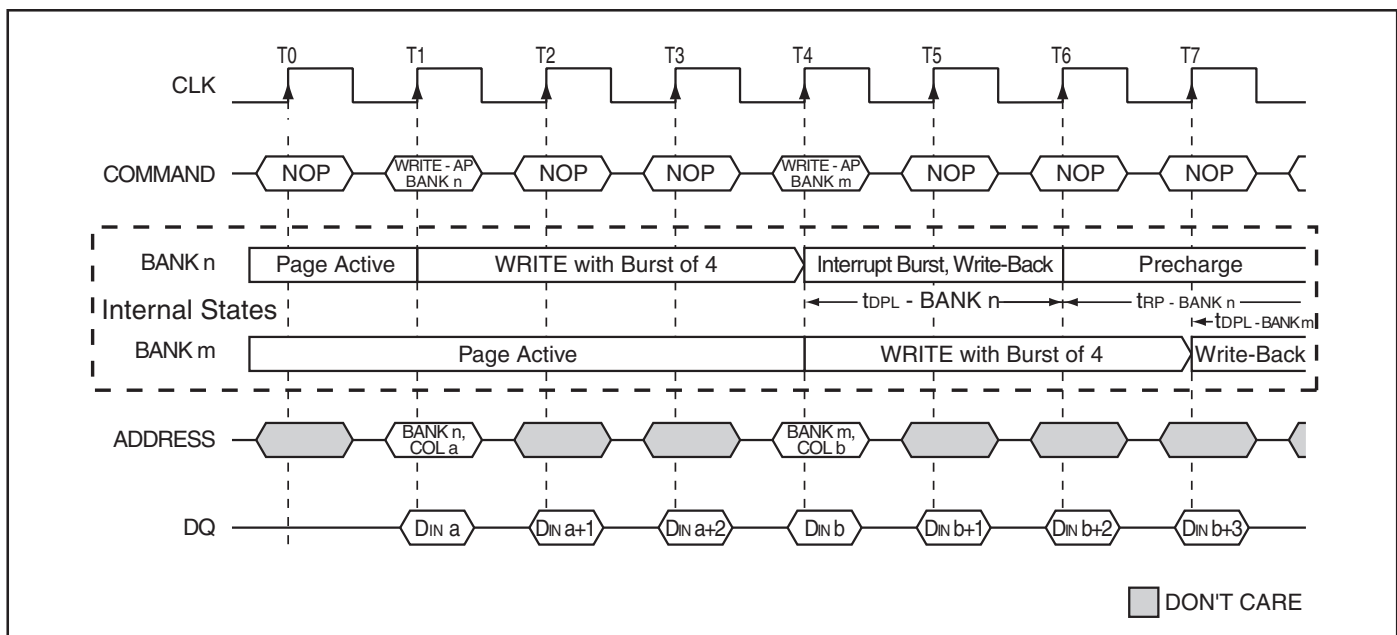 T0 T1 T2 T3 T4 T5 T6 T7
CLK
COMMAND NOP WRITE - AP BANK n NOP NOP WRITE - AP BANK m NOP NOP NOP
BANK n Page Active WRITE with Burst of 4 Interrupt Burst, Write-Back Precharge
tDPL - BANK n tRP - BANK n
Internal States
tDPL - BANK m
BANK m Page Active WRITE with Burst of 4 Write-Back
ADDRESS BANK n, COL a BANK m, COL b
DQ DIN a DIN a+1 DIN a+2 DIN b DIN b+1 DIN b+2 DIN b+3
DON'T CARE